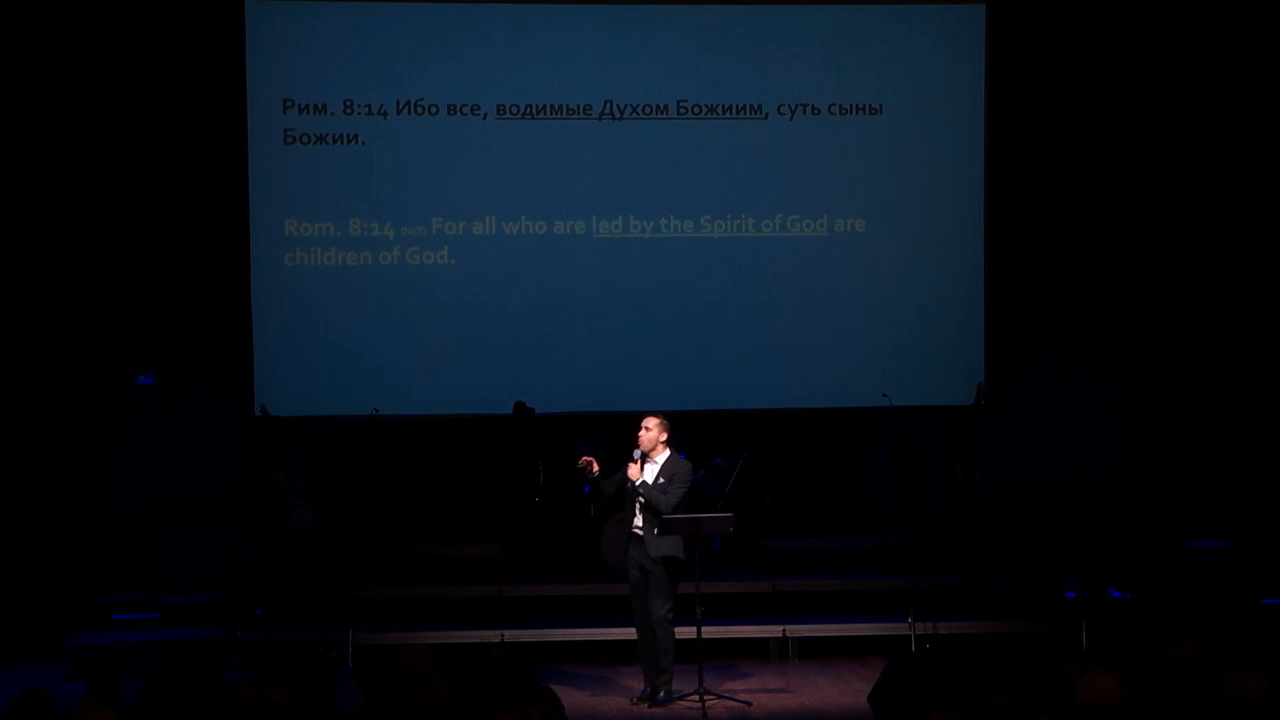 Рим. 8:14 Ибо все, водимые Духом Божиим, суть сыны
Божии.
Rom. 8:14 (NLT) For all who are led by the Spirit of God are
children of God.